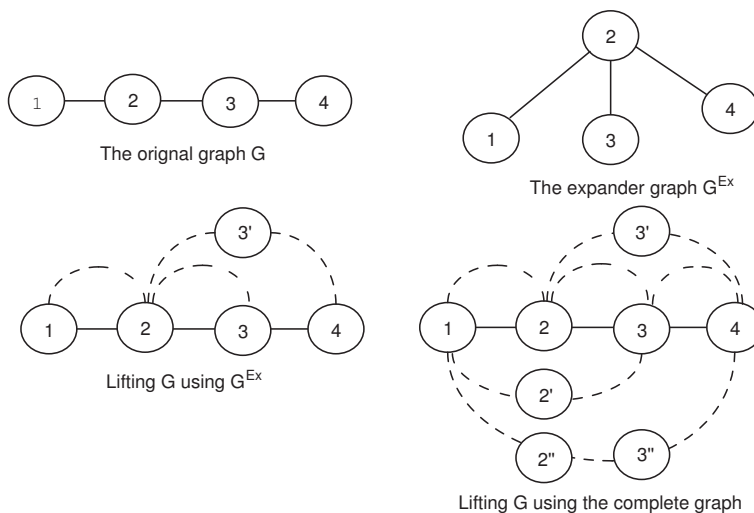 1 2 3 4
The orignal graph G
2
1 3 4
The expander graph G^Ex
3'
1 2 3 4
Lifting G using G^Ex
3'
1 2 3 4
2'
2" 3"
Lifting G using the complete graph